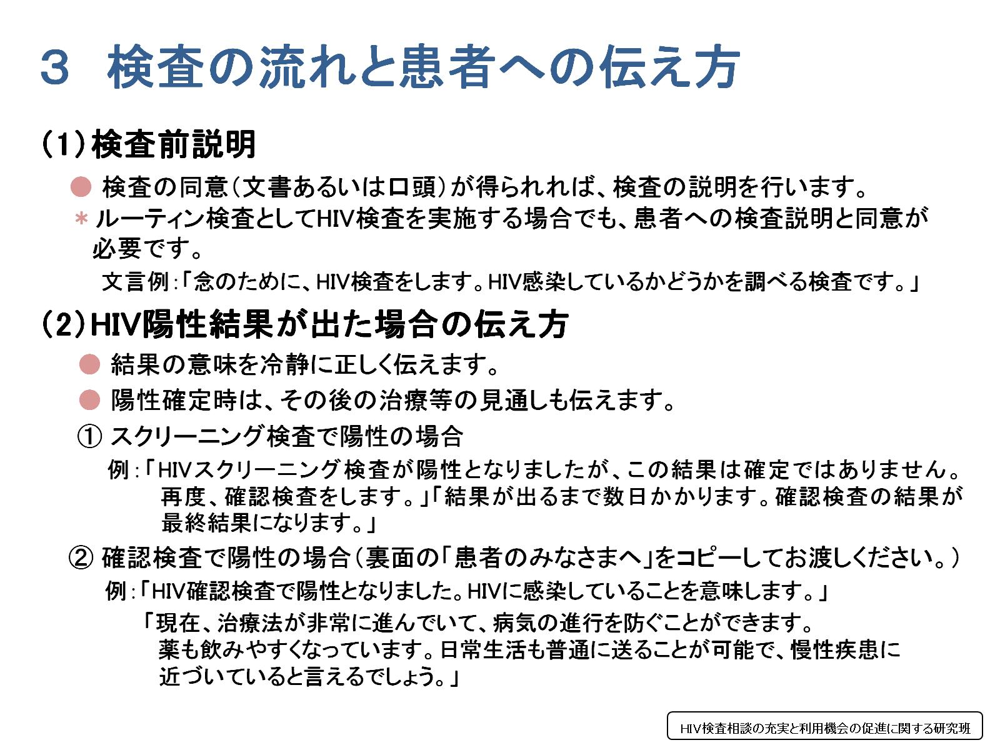 ３　検査の流れと患者への伝え方
（１）検査前説明
● 検査の同意（文書あるいは口頭）が得られれば、検査の説明を行います。
＊ ルーティン検査としてHIV検査を実施する場合でも、患者への検査説明と同意が
必要です。
文言例：「念のために、HIV検査をします。HIV感染しているかどうかを調べる検査です。」
（２）HIV陽性結果が出た場合の伝え方
● 結果の意味を冷静に正しく伝えます。
● 陽性確定時は、その後の治療等の見通しも伝えます。
① スクリーニング検査で陽性の場合
例：「HIVスクリーニング検査が陽性となりましたが、この結果は確定ではありません。
再度、確認検査をします。」「結果が出るまで数日かかります。確認検査の結果が
最終結果になります。」
② 確認検査で陽性の場合（裏面の「患者のみなさまへ」をコピーしてお渡しください。）
例：「HIV確認検査で陽性となりました。HIVに感染していることを意味します。」
「現在、治療法が非常に進んでいて、病気の進行を防ぐことができます。
薬も飲みやすくなっています。日常生活も普通に送ることが可能で、慢性疾患に
近づいていると言えるでしょう。」
HIV検査相談の充実と利用機会の促進に関する研究班